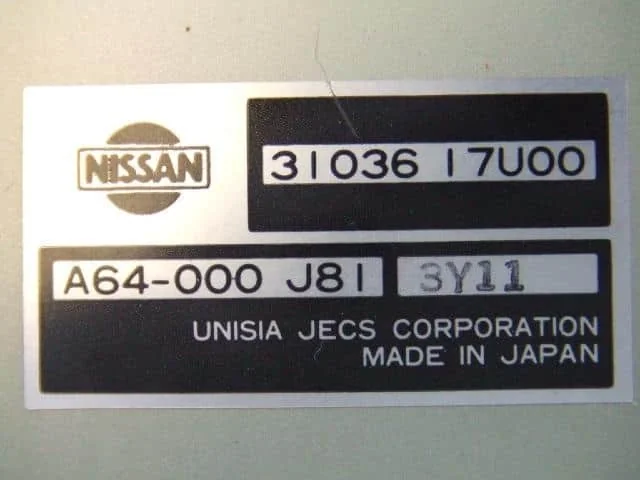 NISSAN
31036 17U00
A64-000 J81 3Y11
UNISIA JECS CORPORATION
MADE IN JAPAN